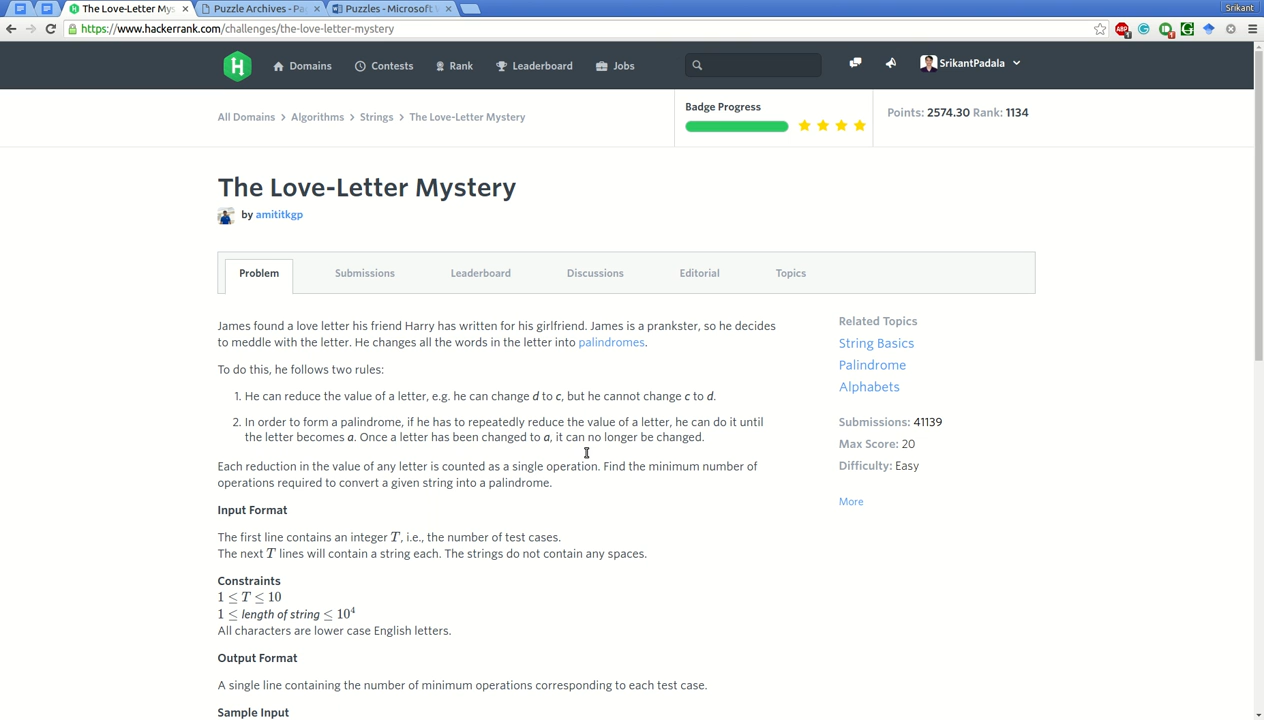 Srikant
The Love-Letter Mys
Puzzle Archives - Pa
Puzzles - Microsoft
https://www.hackerrank.com/challenges/the-love-letter-mystery
Domains Contests Rank Leaderboard Jobs SrikantPadala
All Domains > Algorithms > Strings > The Love-Letter Mystery
Badge Progress
Points: 2574.30 Rank: 1134
The Love-Letter Mystery
by amititkgp
Problem Submissions Leaderboard Discussions Editorial Topics
James found a love letter his friend Harry has written for his girlfriend. James is a prankster, so he decides
to meddle with the letter. He changes all the words in the letter into palindromes.
To do this, he follows two rules:
1. He can reduce the value of a letter, e.g. he can change d to c, but he cannot change c to d.
2. In order to form a palindrome, if he has to repeatedly reduce the value of a letter, he can do it until
the letter becomes a. Once a letter has been changed to a, it can no longer be changed.
Each reduction in the value of any letter is counted as a single operation. Find the minimum number of
operations required to convert a given string into a palindrome.
Input Format
The first line contains an integer T, i.e., the number of test cases.
The next T lines will contain a string each. The strings do not contain any spaces.
Constraints
1 ≤ T ≤ 10
1 ≤ length of string ≤ 10⁴
All characters are lower case English letters.
Output Format
A single line containing the number of minimum operations corresponding to each test case.
Sample Input
Related Topics
String Basics
Palindrome
Alphabets
Submissions: 41139
Max Score: 20
Difficulty: Easy
More